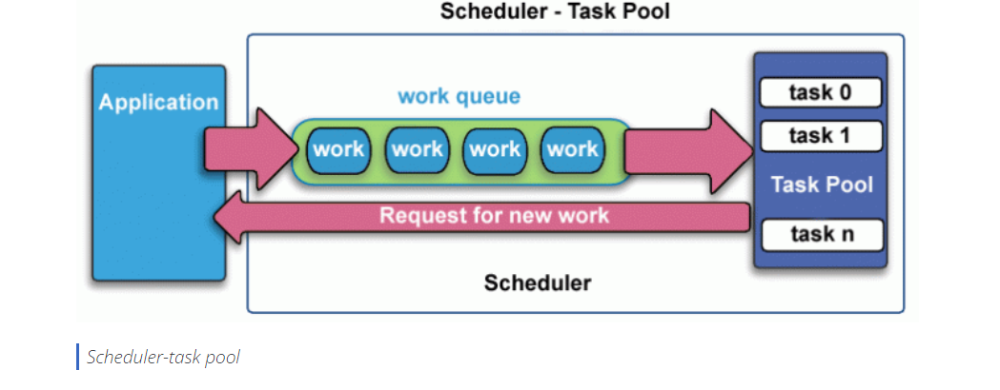 Scheduler - Task Pool
Application
work queue
work work work work
task 0
task 1
Task Pool
task n
Request for new work
Scheduler
Scheduler-task pool